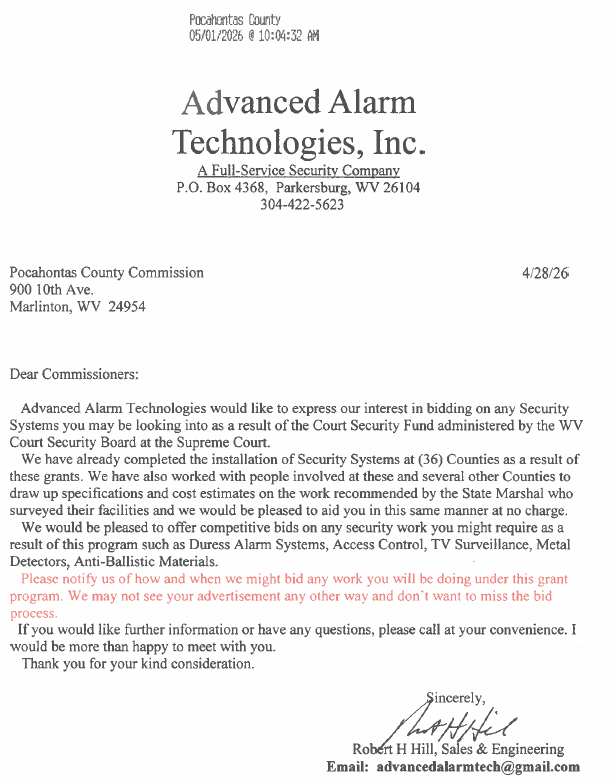 Pocahontas County
05/01/2026 @ 10:04:32 AM
Advanced Alarm
Technologies, Inc.
A Full-Service Security Company
P.O. Box 4368, Parkersburg, WV 26104
304-422-5623
Pocahontas County Commission 4/28/26
900 10th Ave.
Marlinton, WV 24954
Dear Commissioners:
Advanced Alarm Technologies would like to express our interest in bidding on any Security
Systems you may be looking into as a result of the Court Security Fund administered by the WV
Court Security Board at the Supreme Court.
We have already completed the installation of Security Systems at (36) Counties as a result of
these grants. We have also worked with people involved at these and several other Counties to
draw up specifications and cost estimates on the work recommended by the State Marshal who
surveyed their facilities and we would be pleased to aid you in this same manner at no charge.
We would be pleased to offer competitive bids on any security work you might require as a
result of this program such as Duress Alarm Systems, Access Control, TV Surveillance, Metal
Detectors, Anti-Ballistic Materials.
Please notify us of how and when we might bid any work you will be doing under this grant
program. We may not see your advertisement any other way and don't want to miss the bid
process.
If you would like further information or have any questions, please call at your convenience. I
would be more than happy to meet with you.
Thank you for your kind consideration.
Sincerely,
Robert H Hill
Robert H Hill, Sales & Engineering
Email: advancedalarmtech@gmail.com